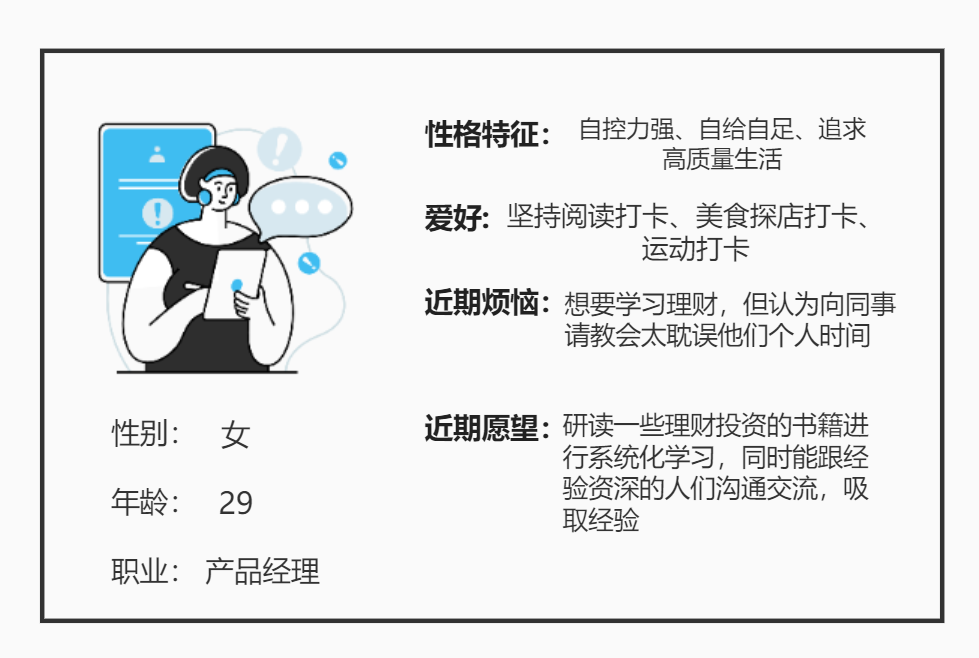 性格特征： 自控力强、自给自足、追求
高质量生活
爱好: 坚持阅读打卡、美食探店打卡、
运动打卡
近期烦恼： 想要学习理财，但认为向同事
请教会太耽误他们个人时间
近期愿望： 研读一些理财投资的书籍进
行系统化学习，同时能跟经
验资深的人们沟通交流，吸
取经验
性别： 女
年龄： 29
职业： 产品经理